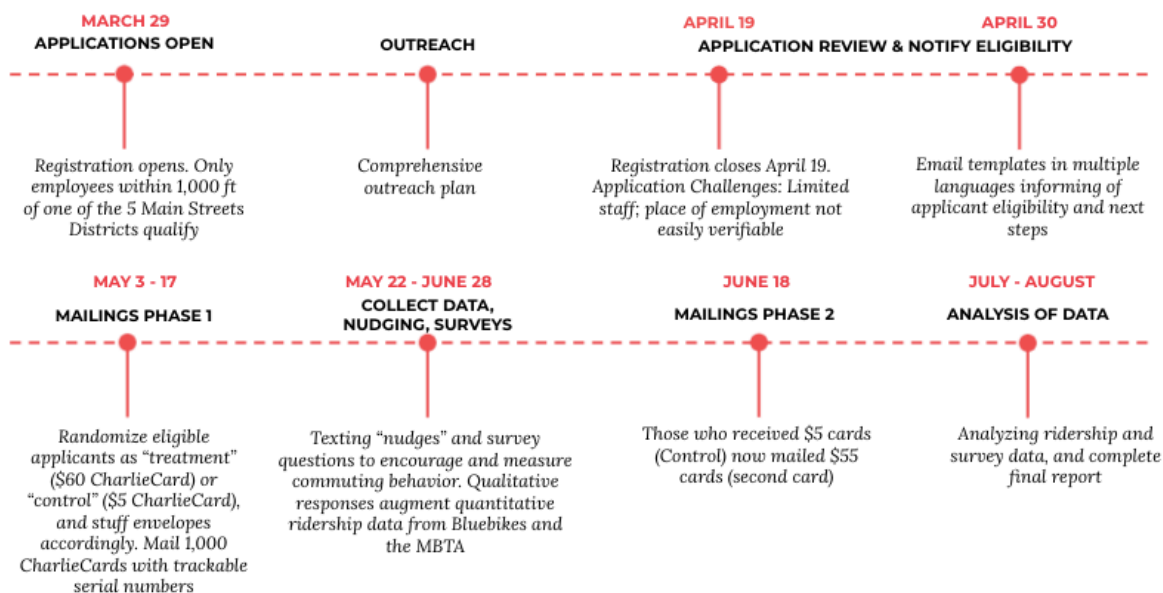 MARCH 29
APPLICATIONS OPEN
Registration opens. Only
employees within 1,000 ft
of one of the 5 Main Streets
Districts qualify
OUTREACH
Comprehensive
outreach plan
APRIL 19
APRIL 30
APPLICATION REVIEW & NOTIFY ELIGIBILITY
Registration closes April 19.
Application Challenges: Limited
staff; place of employment not
easily verifiable
Email templates in multiple
languages informing of
applicant eligibility and next
steps
MAY 3 - 17
MAILINGS PHASE 1
Randomize eligible
applicants as “treatment”
($60 CharlieCard) or
“control” ($5 CharlieCard),
and stuff envelopes
accordingly. Mail 1,000
CharlieCards with trackable
serial numbers
MAY 22 - JUNE 28
COLLECT DATA,
NUDGING, SURVEYS
Texting “nudges” and survey
questions to encourage and measure
commuting behavior. Qualitative
responses augment quantitative
ridership data from Bluebikes and
the MBTA
JUNE 18
MAILINGS PHASE 2
Those who received $5 cards
(Control) now mailed $55
cards (second card)
JULY - AUGUST
ANALYSIS OF DATA
Analyzing ridership and
survey data, and complete
final report